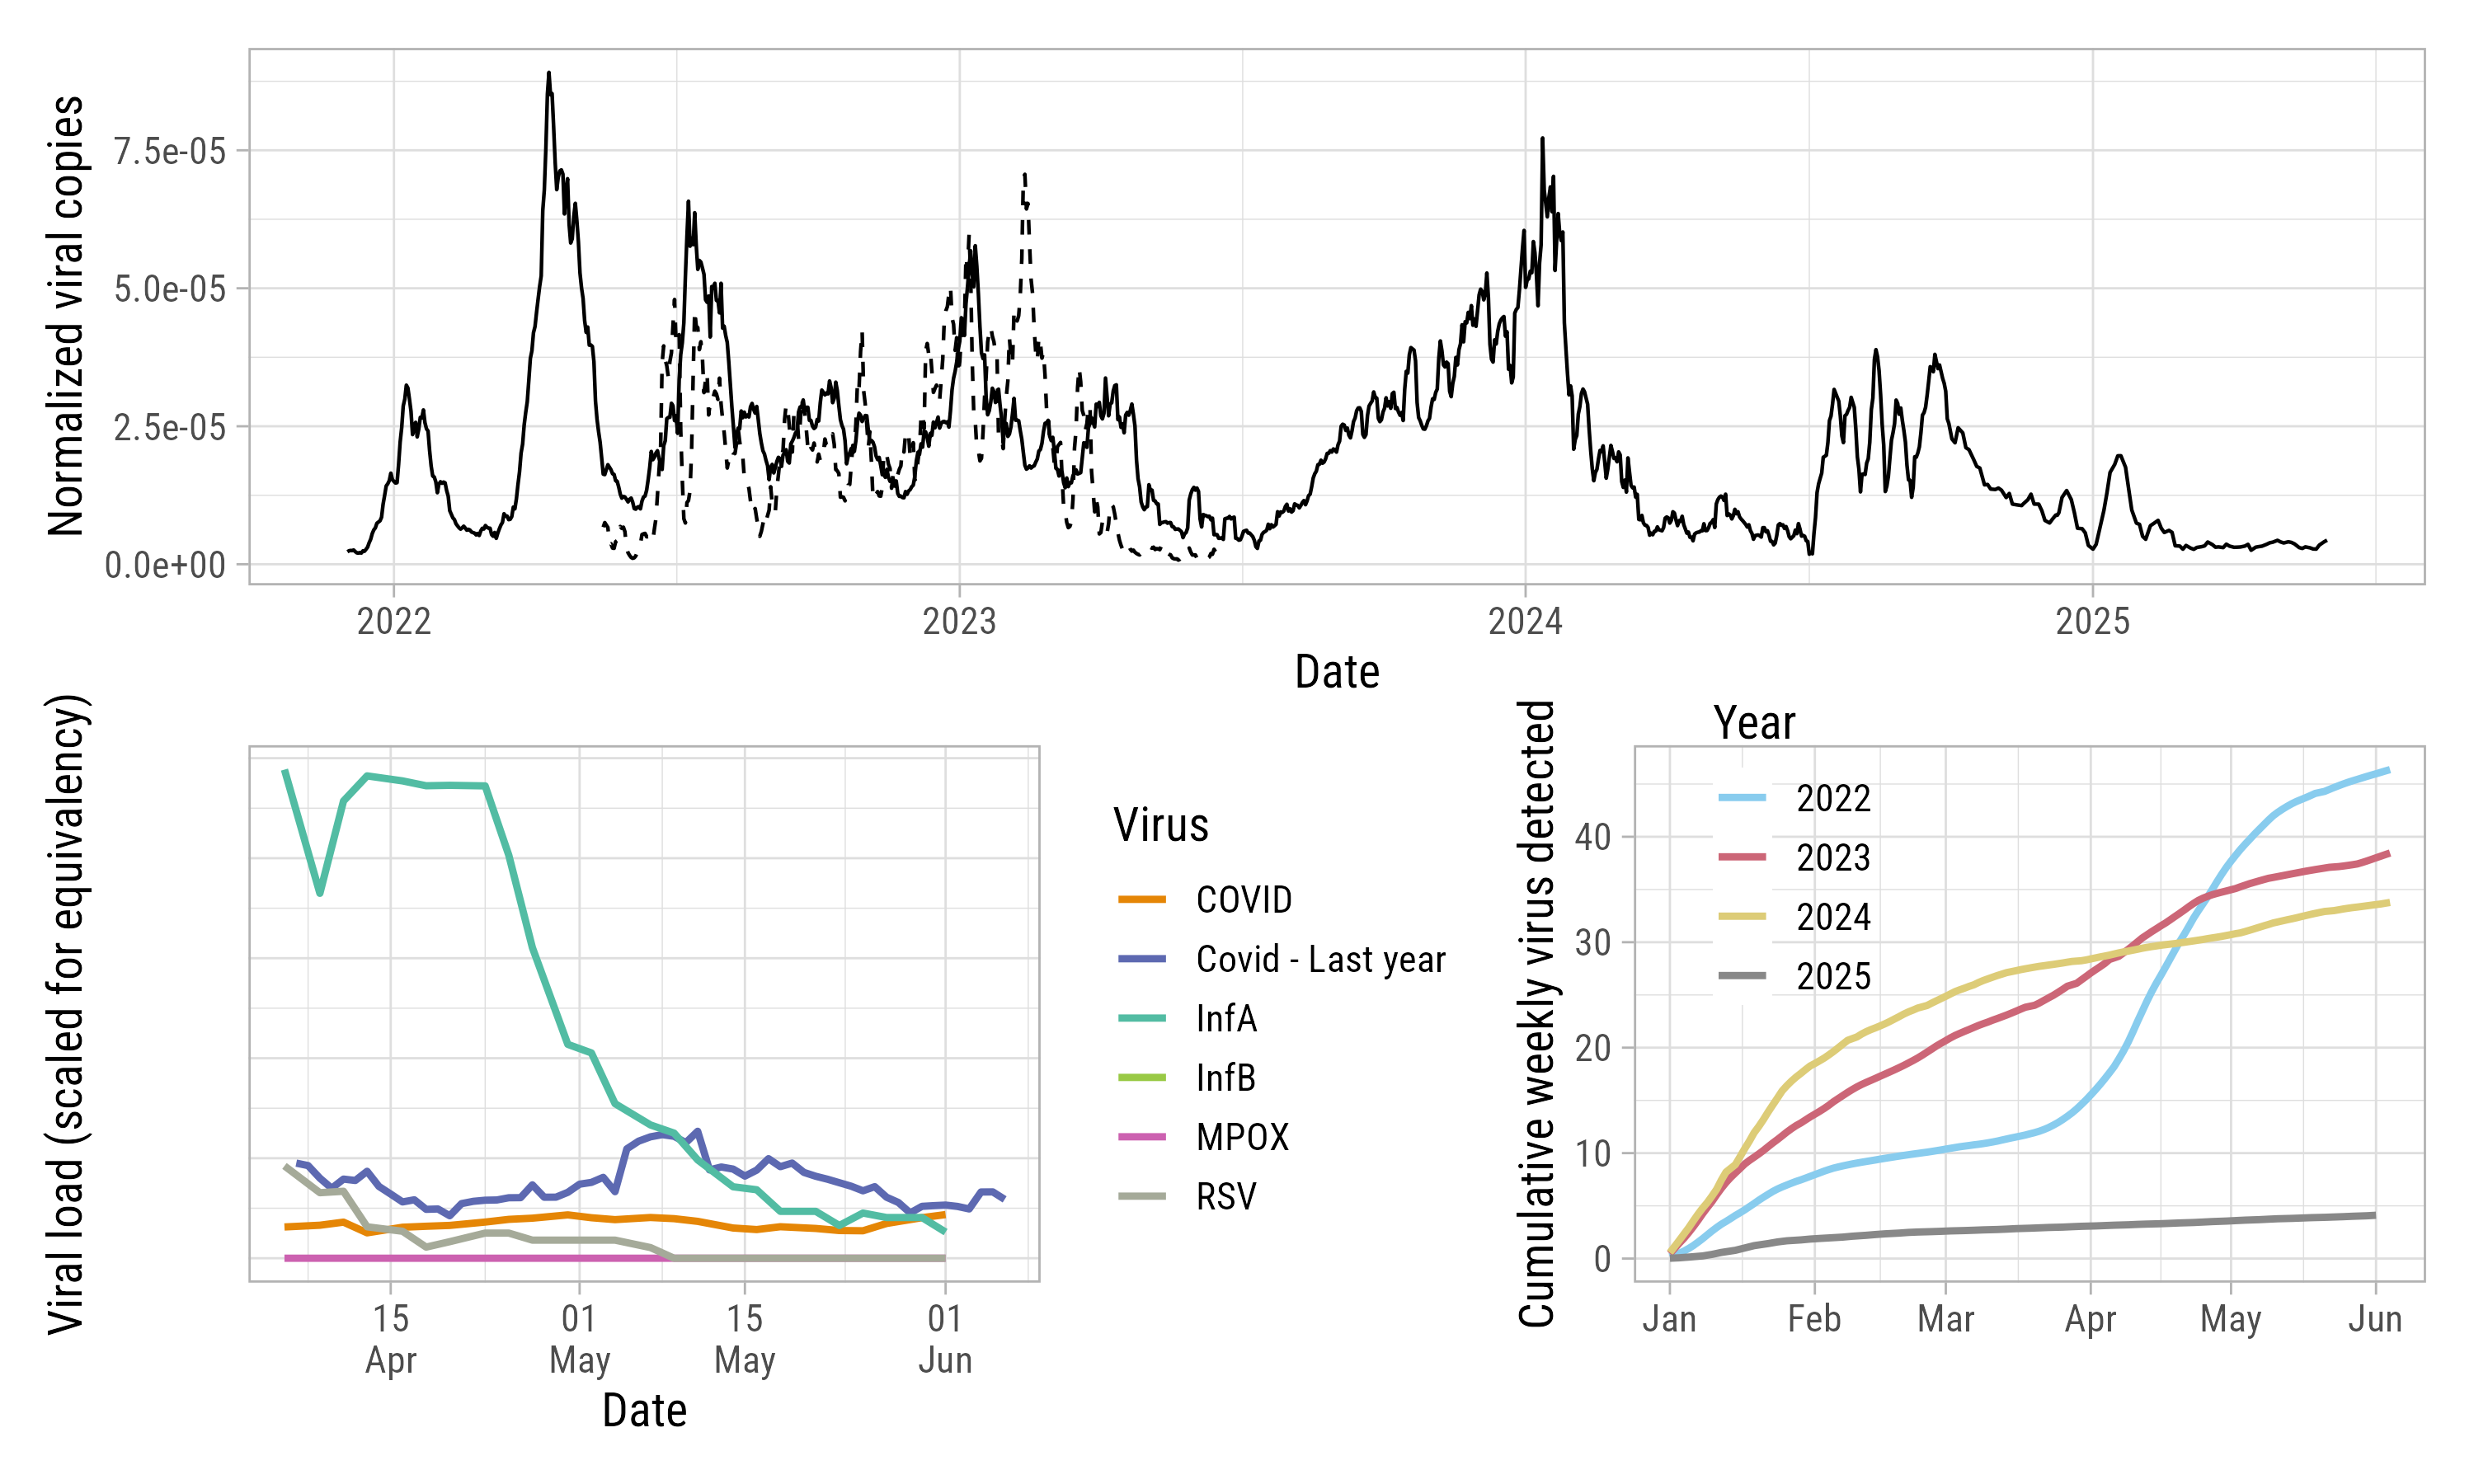 Normalized viral copies
7.5e-05
5.0e-05
2.5e-05
0.0e+00
2022
2023
2024
2025
Date
Viral load (scaled for equivalency)
15
Apr
01
May
15
May
01
Jun
Date
Virus
COVID
Covid - Last year
InfA
InfB
MPOX
RSV
Cumulative weekly virus detected
Year
2022
2023
2024
2025
40
30
20
10
0
Jan
Feb
Mar
Apr
May
Jun